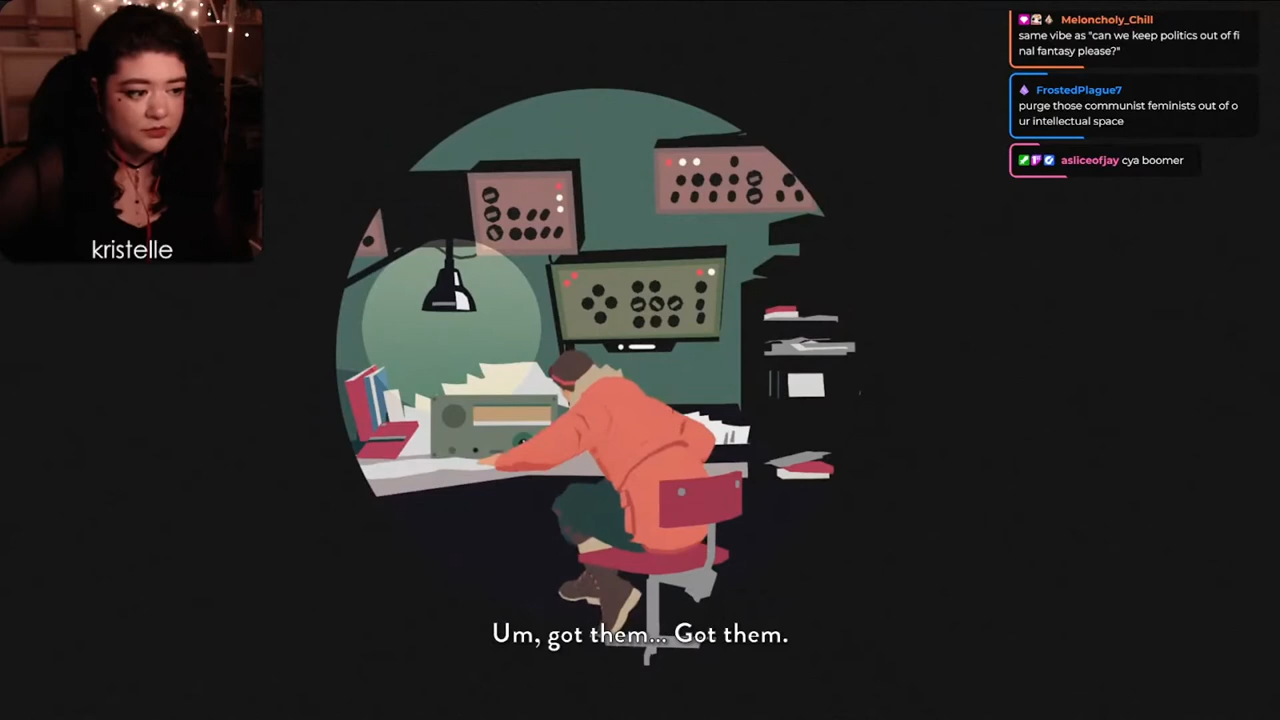 kristelle
Meloncholy_Chill
same vibe as "can we keep politics out of fi
nal fantasy please?"
FrostedPlague7
purge those communist feminists out of o
ur intellectual space
asliceofjay cya boomer
Um, got them... Got them.